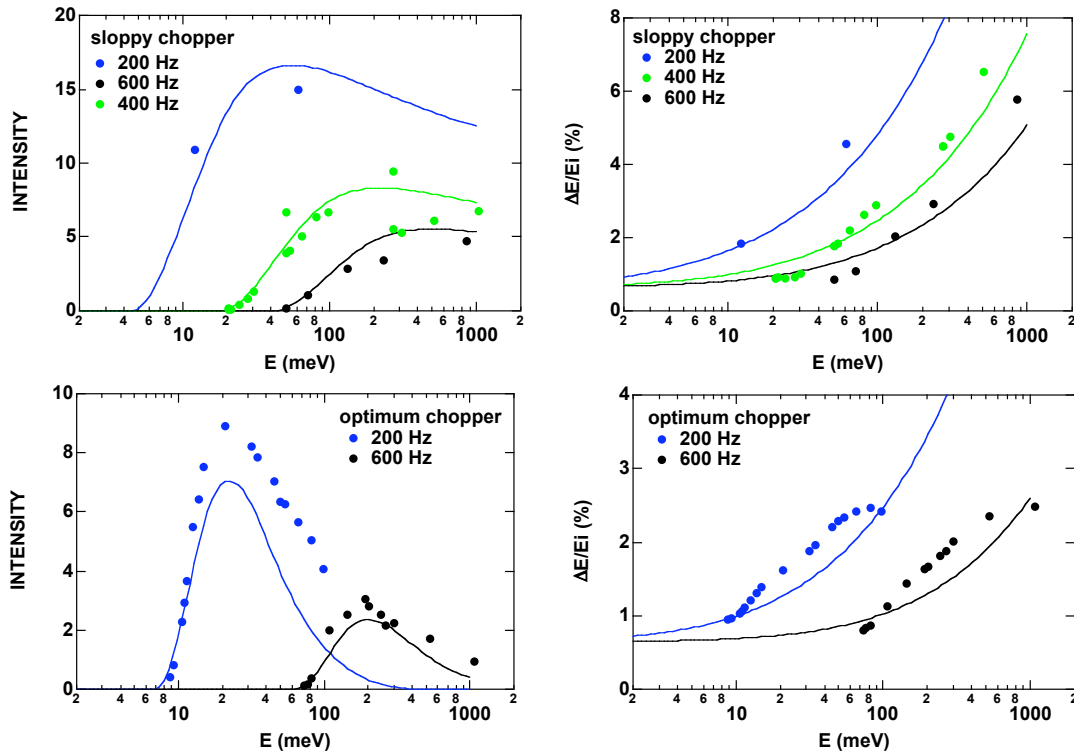 20
15
10
5
0
INTENSITY
sloppy chopper
200 Hz
600 Hz
400 Hz
2 4 6 8 10 2 4 6 8 100 2 4 6 8 1000 2
E (meV)
8
6
4
2
0
ΔE/Ei (%)
sloppy chopper
200 Hz
400 Hz
600 Hz
2 4 6 8 10 2 4 6 8 100 2 4 6 8 1000 2
E (meV)
10
8
6
4
2
0
INTENSITY
optimum chopper
200 Hz
600 Hz
2 4 6 8 10 2 4 6 8 100 2 4 6 8 1000 2
E (meV)
4
3
2
1
0
ΔE/Ei (%)
optimum chopper
200 Hz
600 Hz
2 4 6 8 10 2 4 6 8 100 2 4 6 8 1000 2
E (meV)